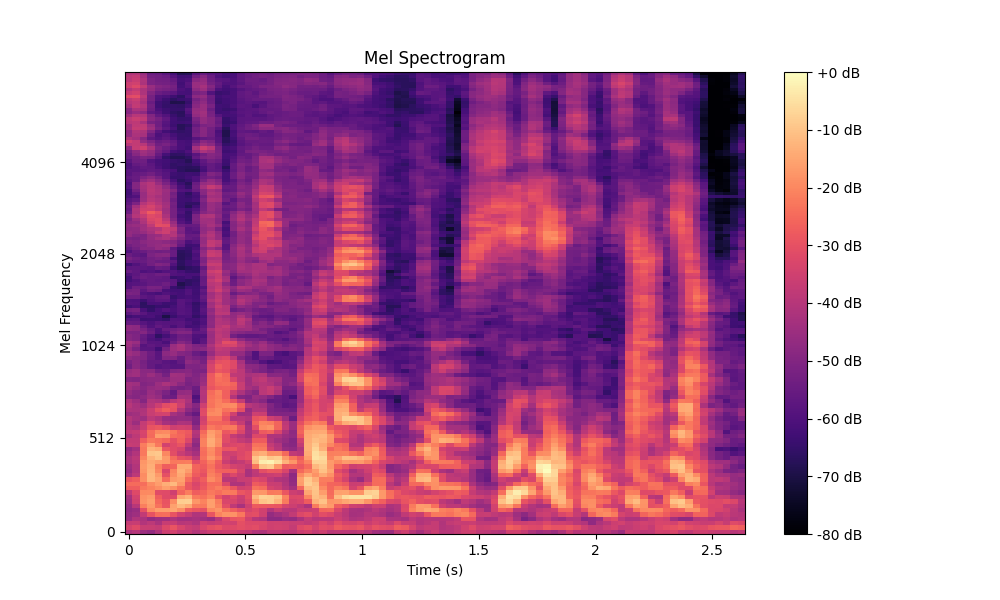 Mel Spectrogram
+0 dB
-10 dB
-20 dB
-30 dB
-40 dB
-50 dB
-60 dB
-70 dB
-80 dB
Mel Frequency
4096
2048
1024
512
0
0
0.5
1
1.5
2
2.5
Time (s)